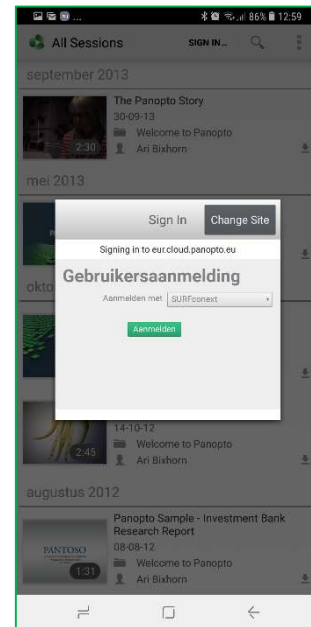 86% 12:59
All Sessions SIGN IN...
september 2013
The Panopto Story
30-09-13
Welcome to Panopto
2:30
Ari Bixhorn
mei 2013
Sign In Change Site
Signing in to eur.cloud.panopto.eu
Gebruikersaanmelding
okto
Aanmelden met SURFconext
Aanmelden
14-10-12
Welcome to Panopto
2:45
Ari Bixhorn
augustus 2012
Panopto Sample - Investment Bank
Research Report
08-08-12
PANTOSO
Welcome to Panopto
1:31
Ari Bixhorn